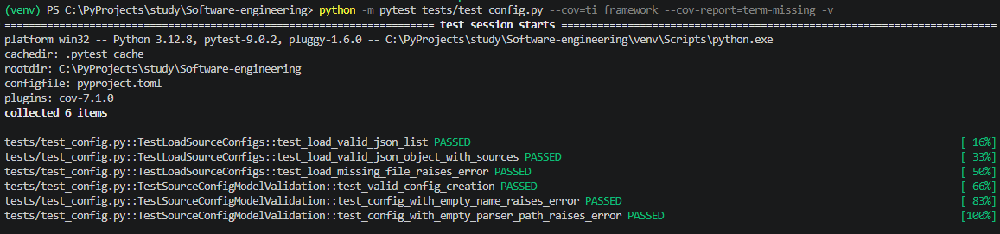 (venv) PS C:\PyProjects\study\Software-engineering> python -m pytest tests/test_config.py --cov=ti_framework --cov-report=term-missing -v
======================================================================= test session starts ========================================================================
platform win32 -- Python 3.12.8, pytest-9.0.2, pluggy-1.6.0 -- C:\PyProjects\study\Software-engineering\venv\Scripts\python.exe
cachedir: .pytest_cache
rootdir: C:\PyProjects\study\Software-engineering
configfile: pyproject.toml
plugins: cov-7.1.0
collected 6 items
tests/test_config.py::TestLoadSourceConfigs::test_load_valid_json_list PASSED [ 16%]
tests/test_config.py::TestLoadSourceConfigs::test_load_valid_json_object_with_sources PASSED [ 33%]
tests/test_config.py::TestLoadSourceConfigs::test_load_missing_file_raises_error PASSED [ 50%]
tests/test_config.py::TestSourceConfigModelValidation::test_valid_config_creation PASSED [ 66%]
tests/test_config.py::TestSourceConfigModelValidation::test_config_with_empty_name_raises_error PASSED [ 83%]
tests/test_config.py::TestSourceConfigModelValidation::test_config_with_empty_parser_path_raises_error PASSED [100%]